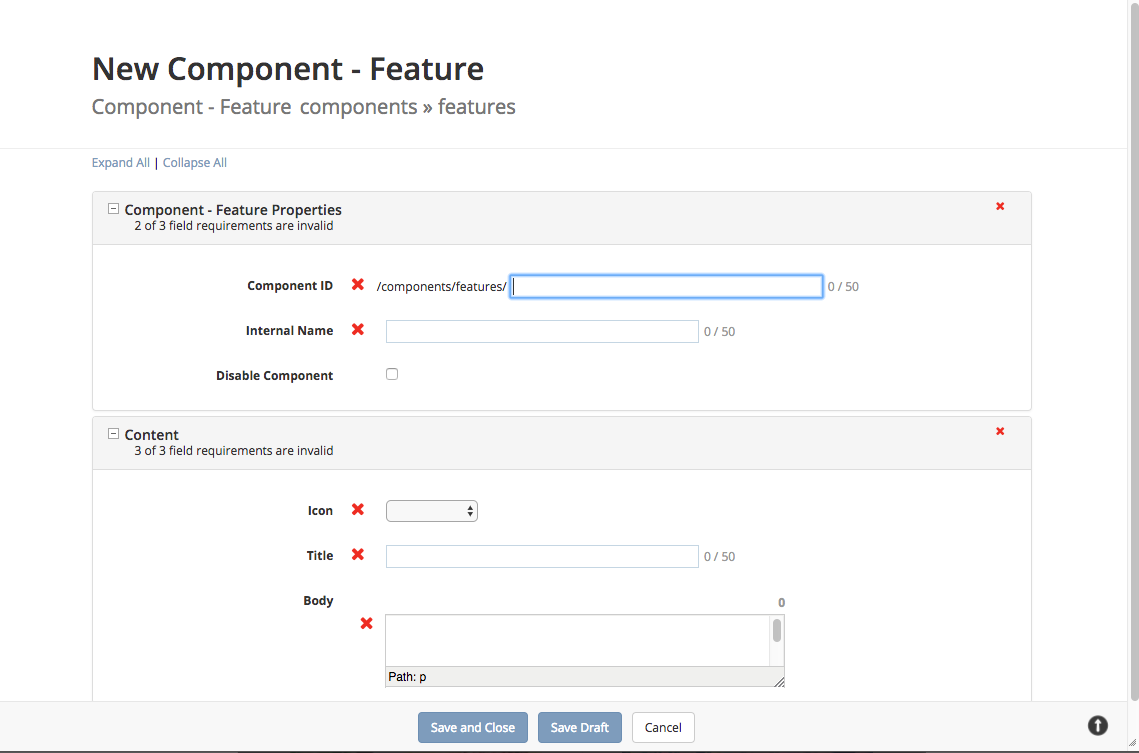 New Component - Feature
Component - Feature components » features
Expand All | Collapse All
Component - Feature Properties
2 of 3 field requirements are invalid
Component ID /components/features/ 0 / 50
Internal Name 0 / 50
Disable Component
Content
3 of 3 field requirements are invalid
Icon
Title 0 / 50
Body 0
Path: p
Save and Close Save Draft Cancel